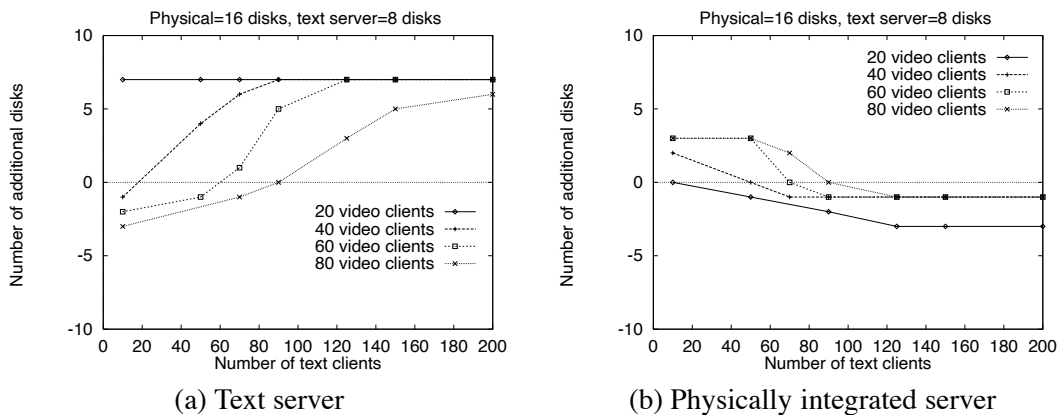 Physical=16 disks, text server=8 disks
10
5
0
-5
-10
Number of additional disks
20 video clients
40 video clients
60 video clients
80 video clients
0 20 40 60 80 100 120 140 160 180 200
Number of text clients
(a) Text server
Physical=16 disks, text server=8 disks
10
5
0
-5
-10
Number of additional disks
20 video clients
40 video clients
60 video clients
80 video clients
0 20 40 60 80 100 120 140 160 180 200
Number of text clients
(b) Physically integrated server